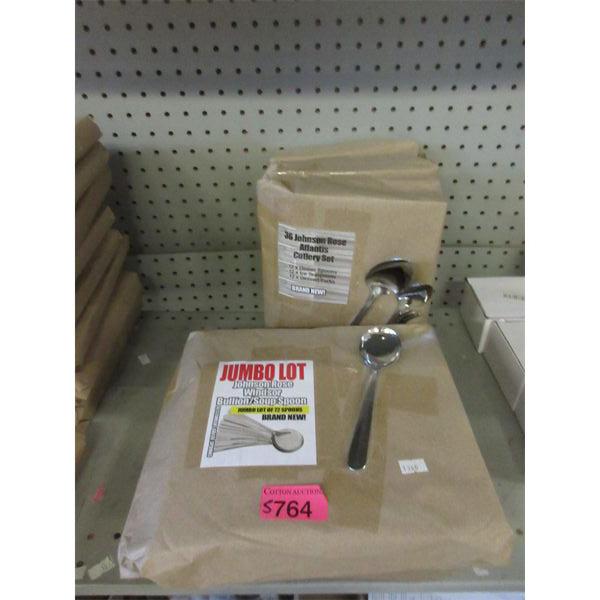 36 Johnson Rose
Atlantis
Cutlery Set
BRAND NEW!
JUMBO LOT
Johnson Rose
Windsor
Bullion/Soup Spoon
JUMBO LOT OF 72 SPOONS
BRAND NEW!
COTTON AUCTION
S764